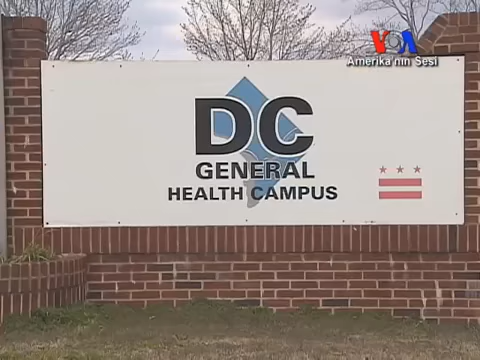 VOA
Amerika'nın Sesi
DC
GENERAL
HEALTH CAMPUS